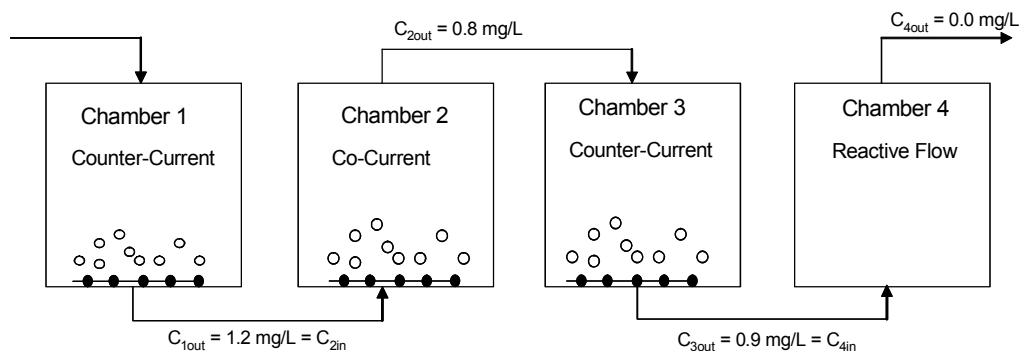 C2out = 0.8 mg/L
C4out = 0.0 mg/L
Chamber 1
Counter-Current
Chamber 2
Co-Current
Chamber 3
Counter-Current
Chamber 4
Reactive Flow
C1out = 1.2 mg/L = C2in
C3out = 0.9 mg/L = C4in